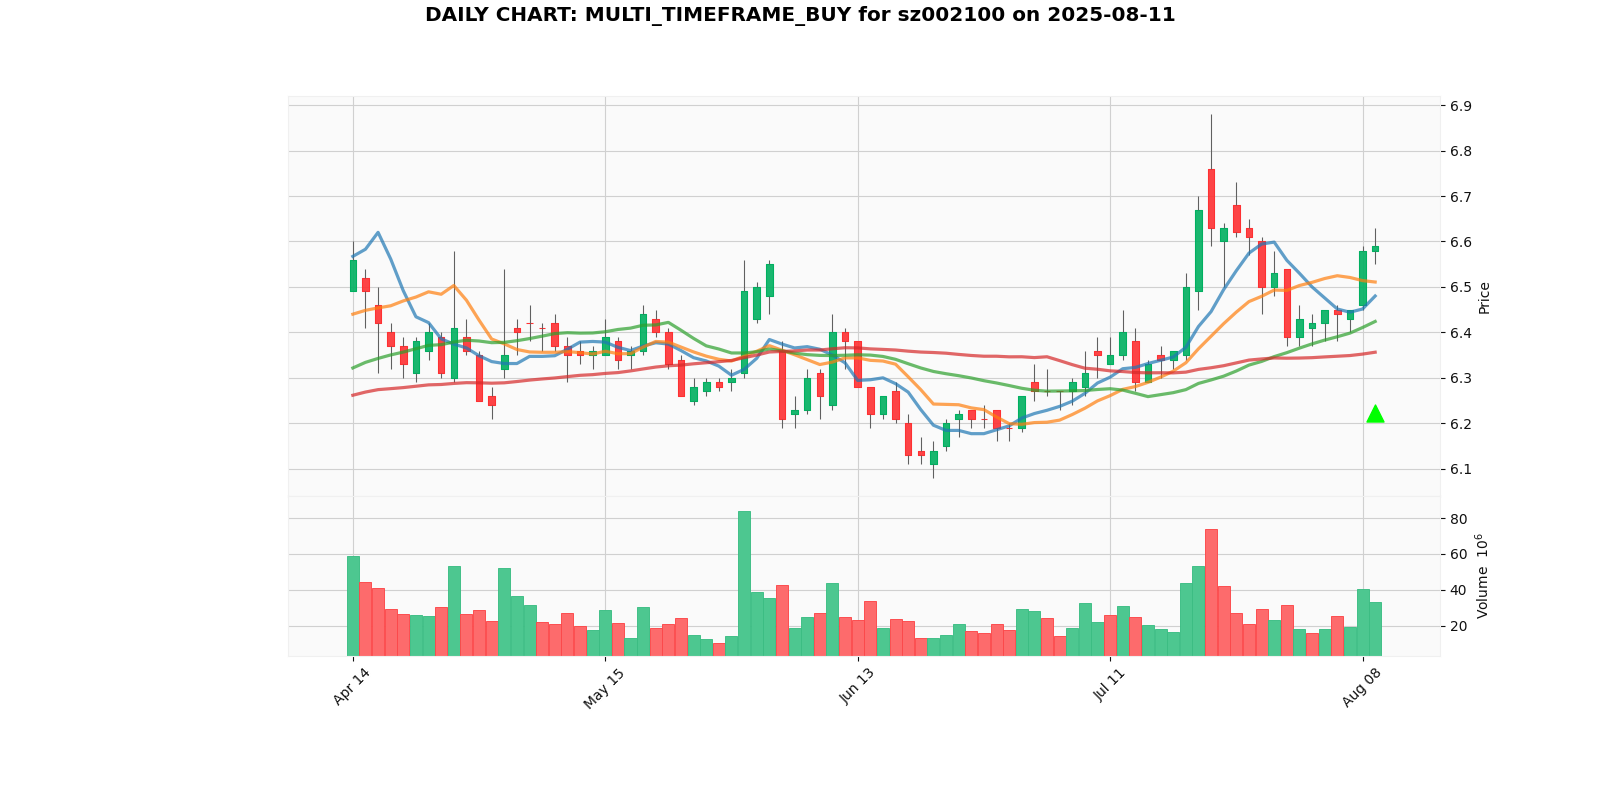 DAILY CHART: MULTI_TIMEFRAME_BUY for sz002100 on 2025-08-11
6.9
6.8
6.7
6.6
6.5
6.4
6.3
6.2
6.1
Price
80
60
40
20
Volume 10⁶
Apr 14
May 15
Jun 13
Jul 11
Aug 08